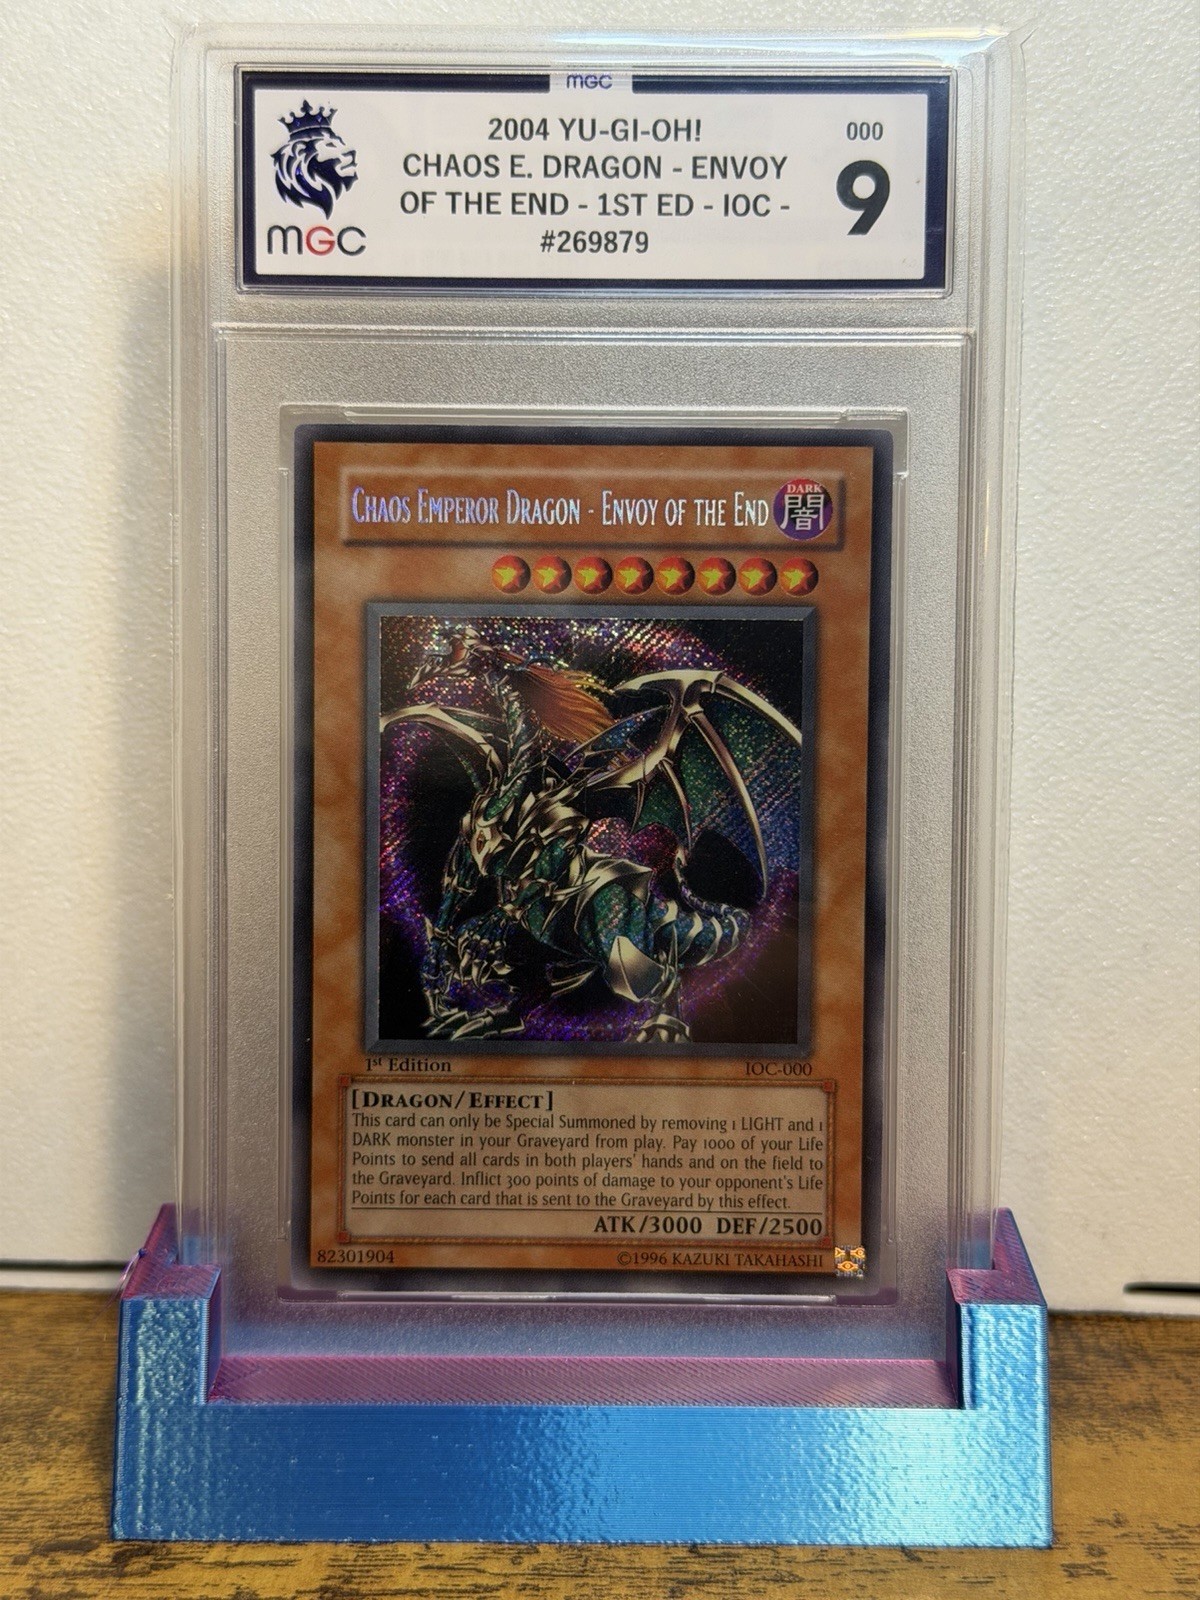 mGC
2004 YU-GI-OH!
CHAOS E. DRAGON - ENVOY
OF THE END - 1ST ED - IOC -
#269879
mGC
000
9
CHAOS EMPEROR DRAGON - ENVOY OF THE END
DARK
闇
1st Edition
IOC-000
[DRAGON/EFFECT]
This card can only be Special Summoned by removing 1 LIGHT and 1
DARK monster in your Graveyard from play. Pay 1000 of your Life
Points to send all cards in both players' hands and on the field to
the Graveyard. Inflict 300 points of damage to your opponent's Life
Points for each card that is sent to the Graveyard by this effect.
ATK/3000 DEF/2500
82301904
©1996 KAZUKI TAKAHASHI